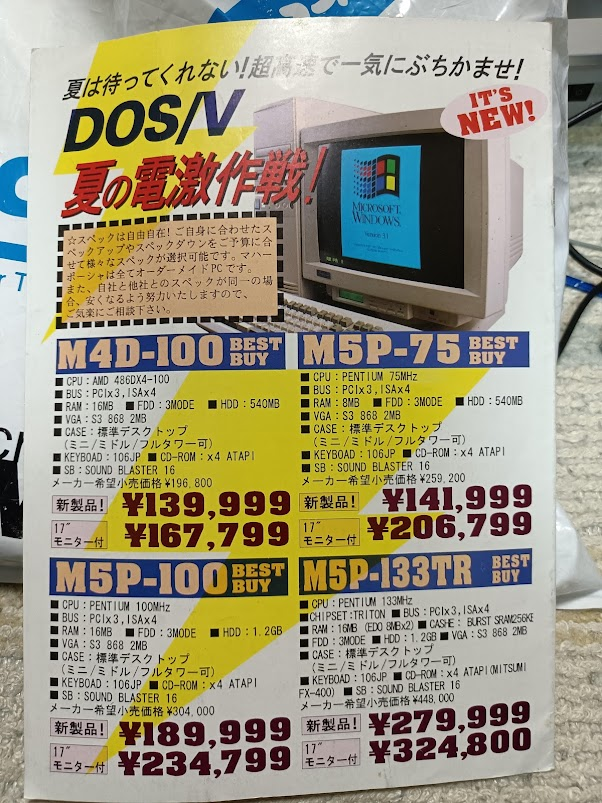 夏は待ってくれない!超高速で一気にぶちかませ!
DOS/V
IT'S
NEW!
夏の電激作戦!
MICROSOFT
WINDOWS
Version 3.1
☆スペックは自由自在!ご自身に合わせたス
ペックアップやスペックダウンをご予算に合
せて様々なスペックが選択可能です。マハー
ポーシャは全てオーダーメイドPCです。
また、自社と他社とのスペックが同一の場
合、安くなるよう努力いたしますので、
ご気楽にご相談下さい。
M4D-100 BEST BUY
■ CPU:AMD 486DX4-100
■ BUS:PCIx3,ISAx4
■ RAM:16MB ■ FDD:3MODE ■ HDD:540MB
■ VGA:S3 868 2MB
■ CASE:標準デスクトップ
(ミニ/ミドル/フルタワー可)
■ KEYBOAD:106JP ■ CD-ROM:x4 ATAPI
■ SB:SOUND BLASTER 16
メーカー希望小売価格¥196,800
新製品! ¥139,999
17" モニター付 ¥167,799
M5P-75 BEST BUY
■ CPU:PENTIUM 75MHz
■ BUS:PCIx3,ISAx4
■ RAM:8MB ■ FDD:3MODE ■ HDD:540MB
■ VGA:S3 868 2MB
■ CASE:標準デスクトップ
(ミニ/ミドル/フルタワー可)
■ KEYBOAD:106JP ■ CD-ROM:x4 ATAPI
■ SB:SOUND BLASTER 16
メーカー希望小売価格¥259,200
新製品! ¥141,999
17" モニター付 ¥206,799
M5P-100 BEST BUY
■ CPU:PENTIUM 100MHz
■ BUS:PCIx3,ISAx4
■ RAM:16MB ■ FDD:3MODE ■ HDD:1.2GB
■ VGA:S3 868 2MB
■ CASE:標準デスクトップ
(ミニ/ミドル/フルタワー可)
■ KEYBOAD:106JP ■ CD-ROM:x4 ATAPI
■ SB:SOUND BLASTER 16
メーカー希望小売価格¥304,000
新製品! ¥189,999
17" モニター付 ¥234,799
M5P-133TR BEST BUY
■ CPU:PENTIUM 133MHz
■ CHIPSET:TRITON ■ BUS:PCIx3,ISAx4
■ RAM:16MB (EDO 8MBx2) ■ CASHE: BURST SRAM256KB
■ FDD:3MODE ■ HDD:1.2GB ■ VGA:S3 868 2MB
■ CASE:標準デスクトップ
(ミニ/ミドル/フルタワー可)
■ KEYBOAD:106JP ■ CD-ROM:x4 ATAPI(MITSUMI
FX-400) ■ SB:SOUND BLASTER 16
メーカー希望小売価格¥448,000
新製品! ¥279,999
17" モニター付 ¥324,800